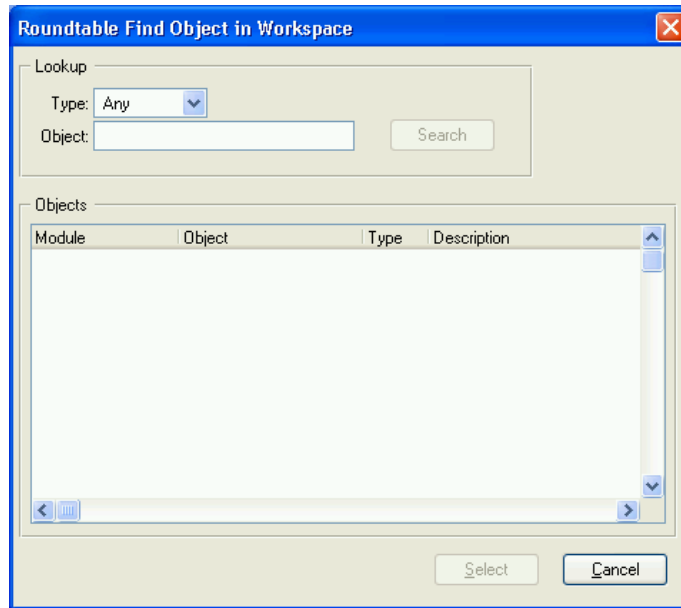 Roundtable Find Object in Workspace
Lookup
Type: Any
Object:
Search
Objects
Module Object Type Description
Select Cancel